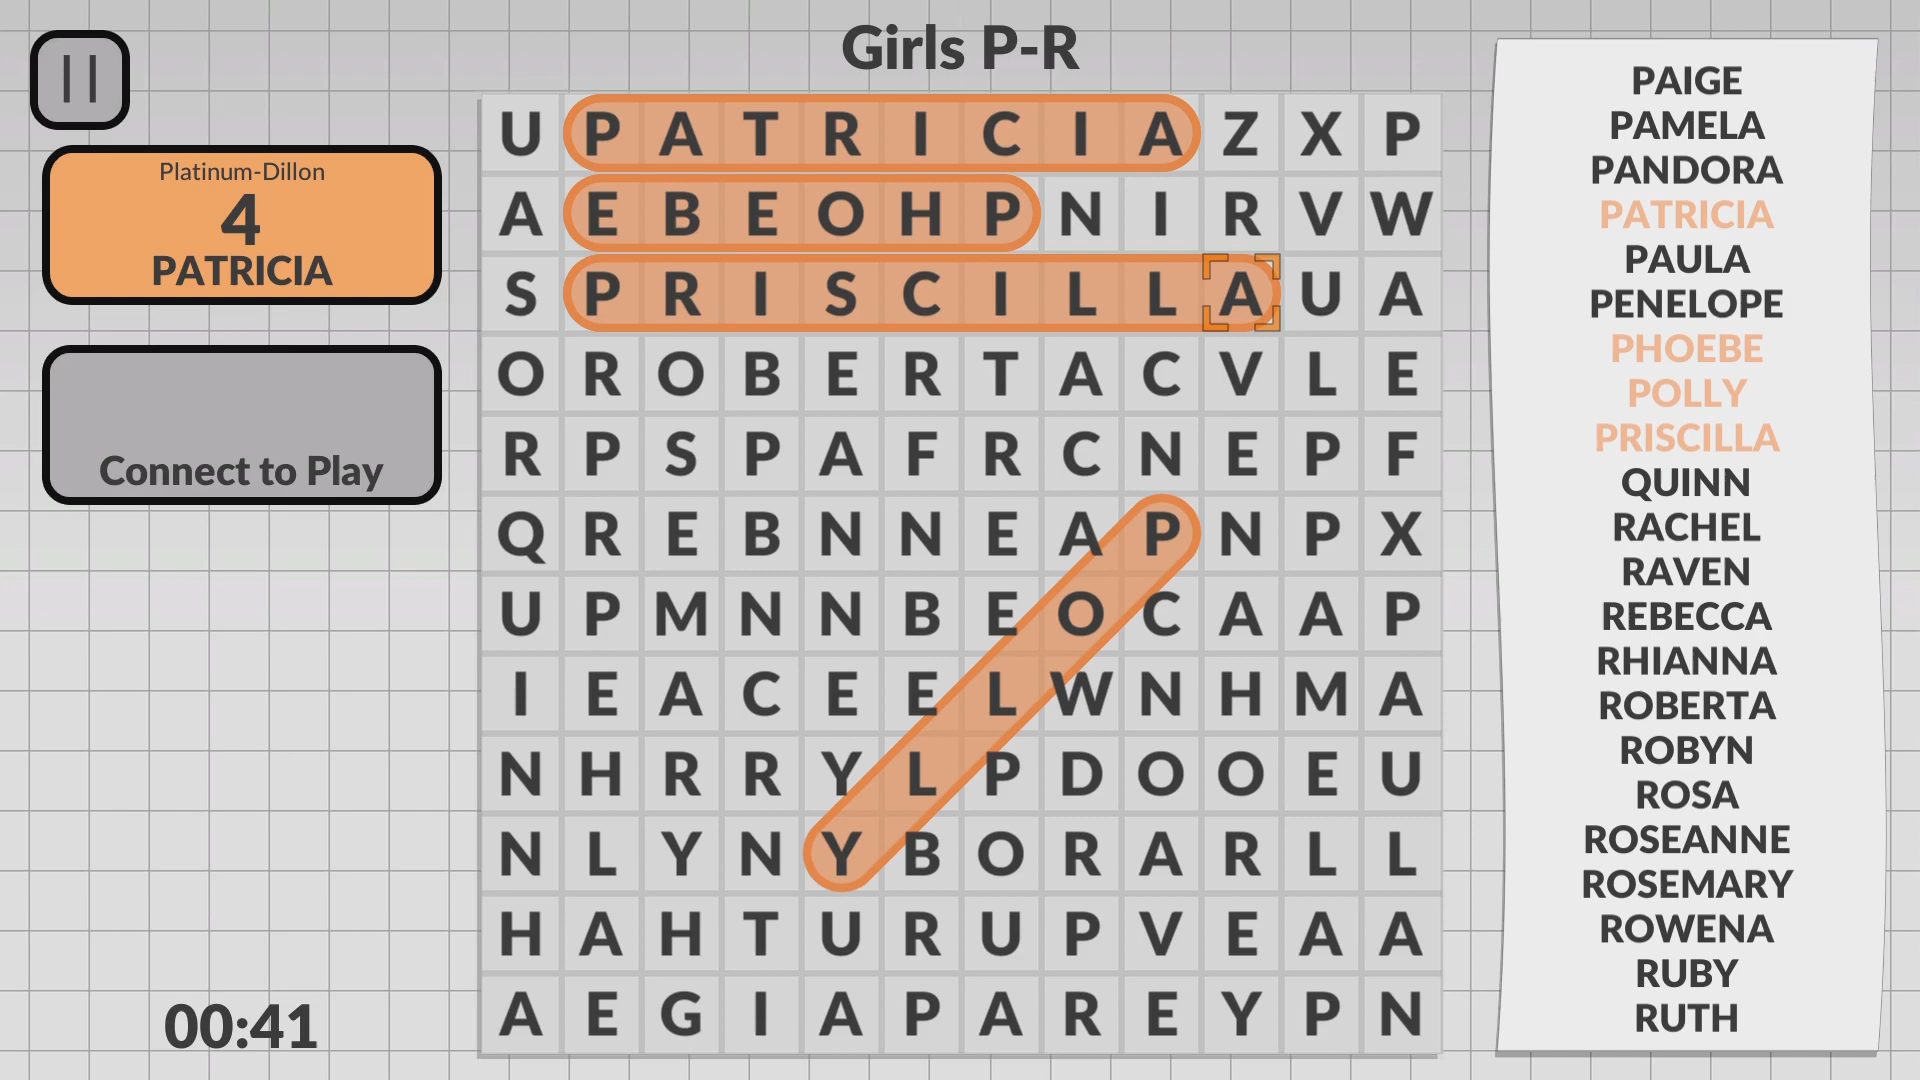 Girls P-R
Platinum-Dillon
4
PATRICIA
Connect to Play
00:41
U P A T R I C I A Z X P
A E B E O H P N I R V W
S P R I S C I L L A U A
O R O B E R T A C V L E
R P S P A F R C N E P F
Q R E B N N E A P N P X
U P M N N B E O C A A P
I E A C E E L W N H M A
N H R R Y L P D O O E U
N L Y N Y B O R A R L L
H A H T U R U P V E A A
A E G I A P A R E Y P N
PAIGE
PAMELA
PANDORA
PATRICIA
PAULA
PENELOPE
PHOEBE
POLLY
PRISCILLA
QUINN
RACHEL
RAVEN
REBECCA
RHIANNA
ROBERTA
ROBYN
ROSA
ROSEANNE
ROSEMARY
ROWENA
RUBY
RUTH